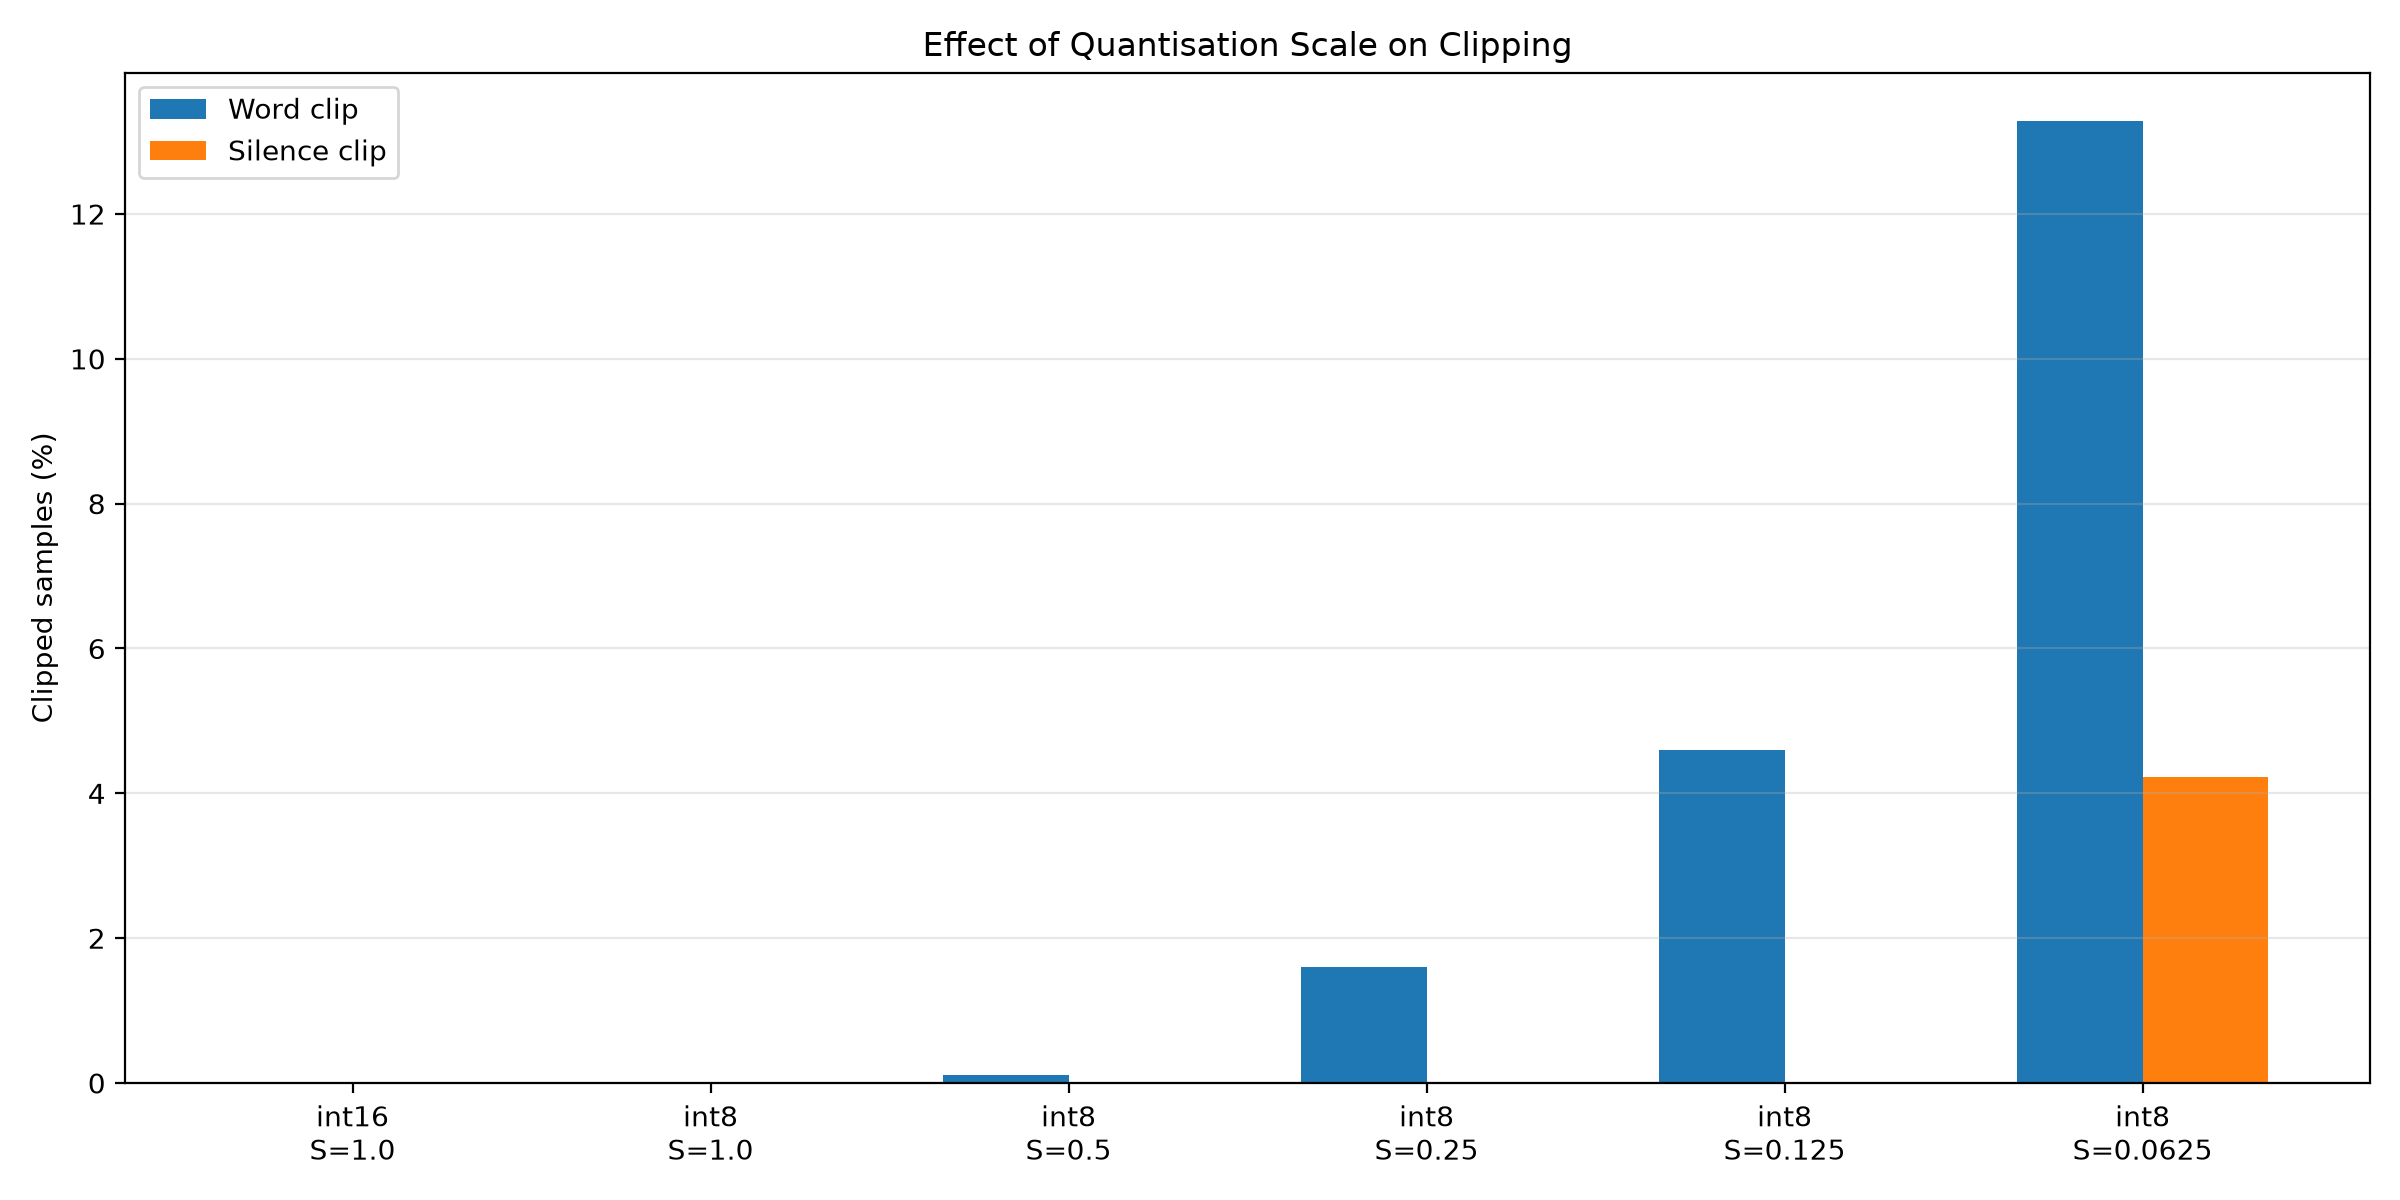 Effect of Quantisation Scale on Clipping
Word clip
Silence clip
Clipped samples (%)
12
10
8
6
4
2
0
int16
S=1.0
int8
S=1.0
int8
S=0.5
int8
S=0.25
int8
S=0.125
int8
S=0.0625